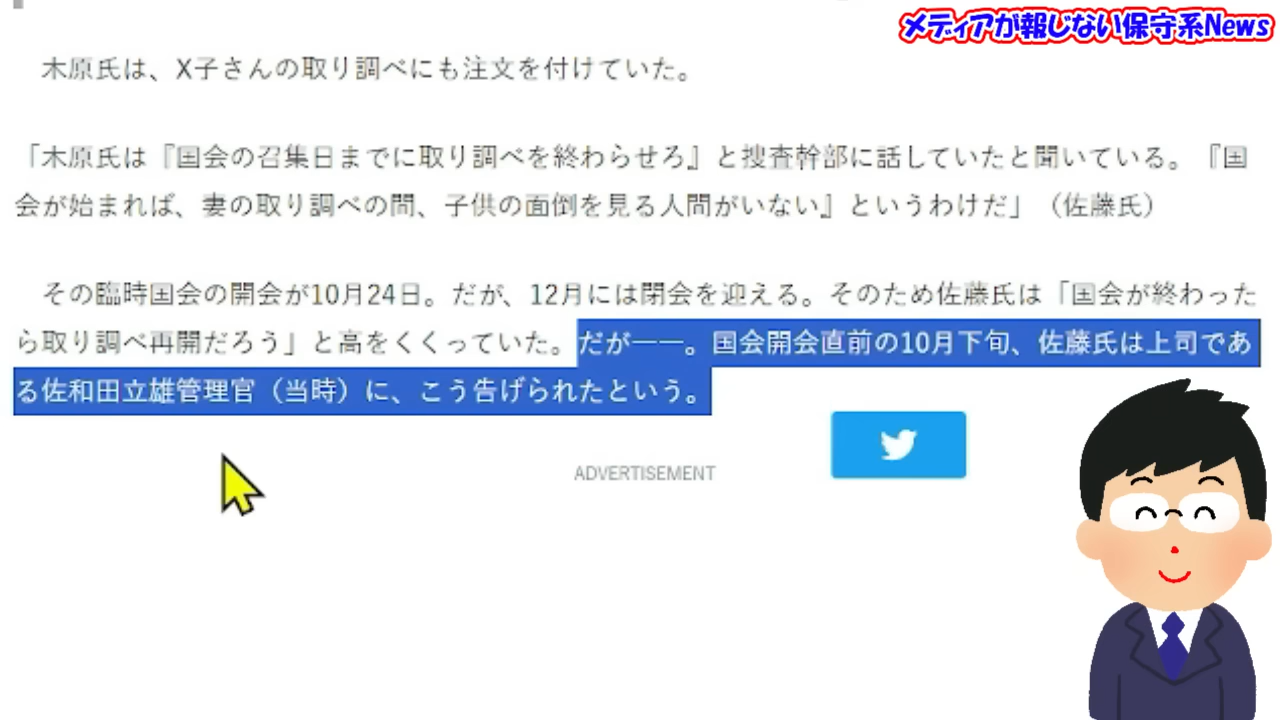 メディアが報じない保守系News
木原氏は、X子さんの取り調べにも注文を付けていた。
「木原氏は『国会の召集日までに取り調べを終わらせろ』と捜査幹部に話していたと聞いている。『国
会が始まれば、妻の取り調べの間、子供の面倒を見る人間がいない』というわけだ」（佐藤氏）
その臨時国会の開会が10月24日。だが、12月には閉会を迎える。そのため佐藤氏は「国会が終わった
ら取り調べ再開だろう」と高をくくっていた。だが――。国会開会直前の10月下旬、佐藤氏は上司であ
る佐和田立雄管理官（当時）に、こう告げられたという。
ADVERTISEMENT